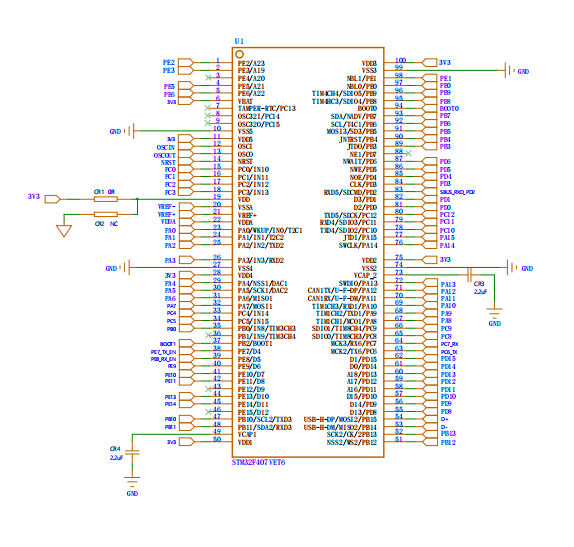 U1
PE2 1 PE2/A23 VDD3 100 3V3
PE3 2 PE3/A19 VSS3 99 GND
3 PE4/A20 NBL1/PE1 98 PE1
PE5 4 PE5/A21 NBL0/PE0 97 PE0
PE6 5 PE6/A22 TIM4CH4/SDIO5/PB9 96 PB9
3V3 6 VBAT TIM4HC3/SDIO4/PB8 95 PB8
7 TAMPER-RTC/PC13 BOOT0 94 BOOT0
8 OSC32I/PC14 SDA/NADV/PB7 93 PB7
9 OSC32O/PC15 SCL/T4C1/PB6 92 PB6
GND 10 VSS5 MOSI3/SD3/PB5 91 PB5
3V3 11 VDD5 JNTRST/PB4 90 PB4
OSCIN 12 OSCI JTDO/PB3 89 PB3
OSCOUT 13 OSCO NE1/PD7 88
NRST 14 NRST NWAIT/PD6 87 PD6
PC0 15 PC0/IN10 NWE/PD5 86 PD5
PC1 16 PC1/IN11 NOE/PD4 85 PD4
PC2 17 PC2/IN12 CLK/PD3 84 PD3
PC3 18 PC3/IN13 RXD5/SDCMD/PD2 83 SBUS_RXD_PD2
3V3 CR1 0R 19 VDD D3/PD1 82 PD1
VREF- 20 VSSA D2/PD0 81 PD0
VREF+ 21 VREF+ TXD5/SDCK/PC12 80 PC12
CR2 NC VDDA 22 VDDA RXD4/SDIO3/PC11 79 PC11
PA0 23 PA0/WKUP/IN0/T2C1 TXD4/SDIO2/PC10 78 PC10
PA1 24 PA1/IN1/T2C2 JTDI/PA15 77 PA15
PA2 25 PA2/IN2/TXD2 SWCLK/PA14 76 PA14
PA3 26 PA3/IN3/RXD2 VDD2 75 3V3
GND 27 VSS4 VSS2 74 GND
3V3 28 VDD4 VCAP_2 73 CR3 2.2uF GND
PA4 29 PA4/NSS1/DAC1 SWDIO/PA13 72 PA13
PA5 30 PA5/SCK1/DAC2 CAN1TX/U-F-DP/PA12 71 PA12
PA6 31 PA6/MISO1 CAN1RX/U-F-DM/PA11 70 PA11
PA7 32 PA7/MOSI1 TIM1CH3/RXD1/PA10 69 PA10
PC4 33 PC4/IN14 TIM1CH2/TXD1/PA9 68 PA9
PC5 34 PC5/IN15 TIM1CH1/MCO1/PA8 67 PA8
PB0 35 PB0/IN8/TIM3CH3 SDIO1/TIM8CH4/PC9 66 PC9
36 PB1/IN9/TIM3CH4 SDIO0/TIM8CH3/PC8 65 PC8
BOOT1 37 PB2/BOOT1 MCK3/RX6/PC7 64 PC7_RX
PE7_TX_EN 38 PE7/D4 MCK2/TX6/PC6 63 PC6_TX
PE8_RX_EN 39 PE8/D5 D1/PD15 62 PD15
PE9 40 PE9/D6 D0/PD14 61 PD14
PE10 41 PE10/D7 A18/PD13 60 PD13
PE11 42 PE11/D8 A17/PD12 59 PD12
43 PE12/D9 A16/PD11 58 PD11
PE13 44 PE13/D10 D15/PD10 57 PD10
PE14 45 PE14/D11 D14/PD9 56 PD9
46 PE15/D12 D13/PD8 55 PD8
PB10 47 PB10/SCL2/TXD3 USB-H-DP/MOSI2/PB15 54 D+
PB11 48 PB11/SDA2/RXD3 USB-H-DM/MISO2/PB14 53 D-
49 VCAP1 SCK2/CK/2PB13 52 PB13
3V3 50 VDD1 NSS2/WS2/PB12 51 PB12
CR4 2.2uF GND
STM32F407VET6